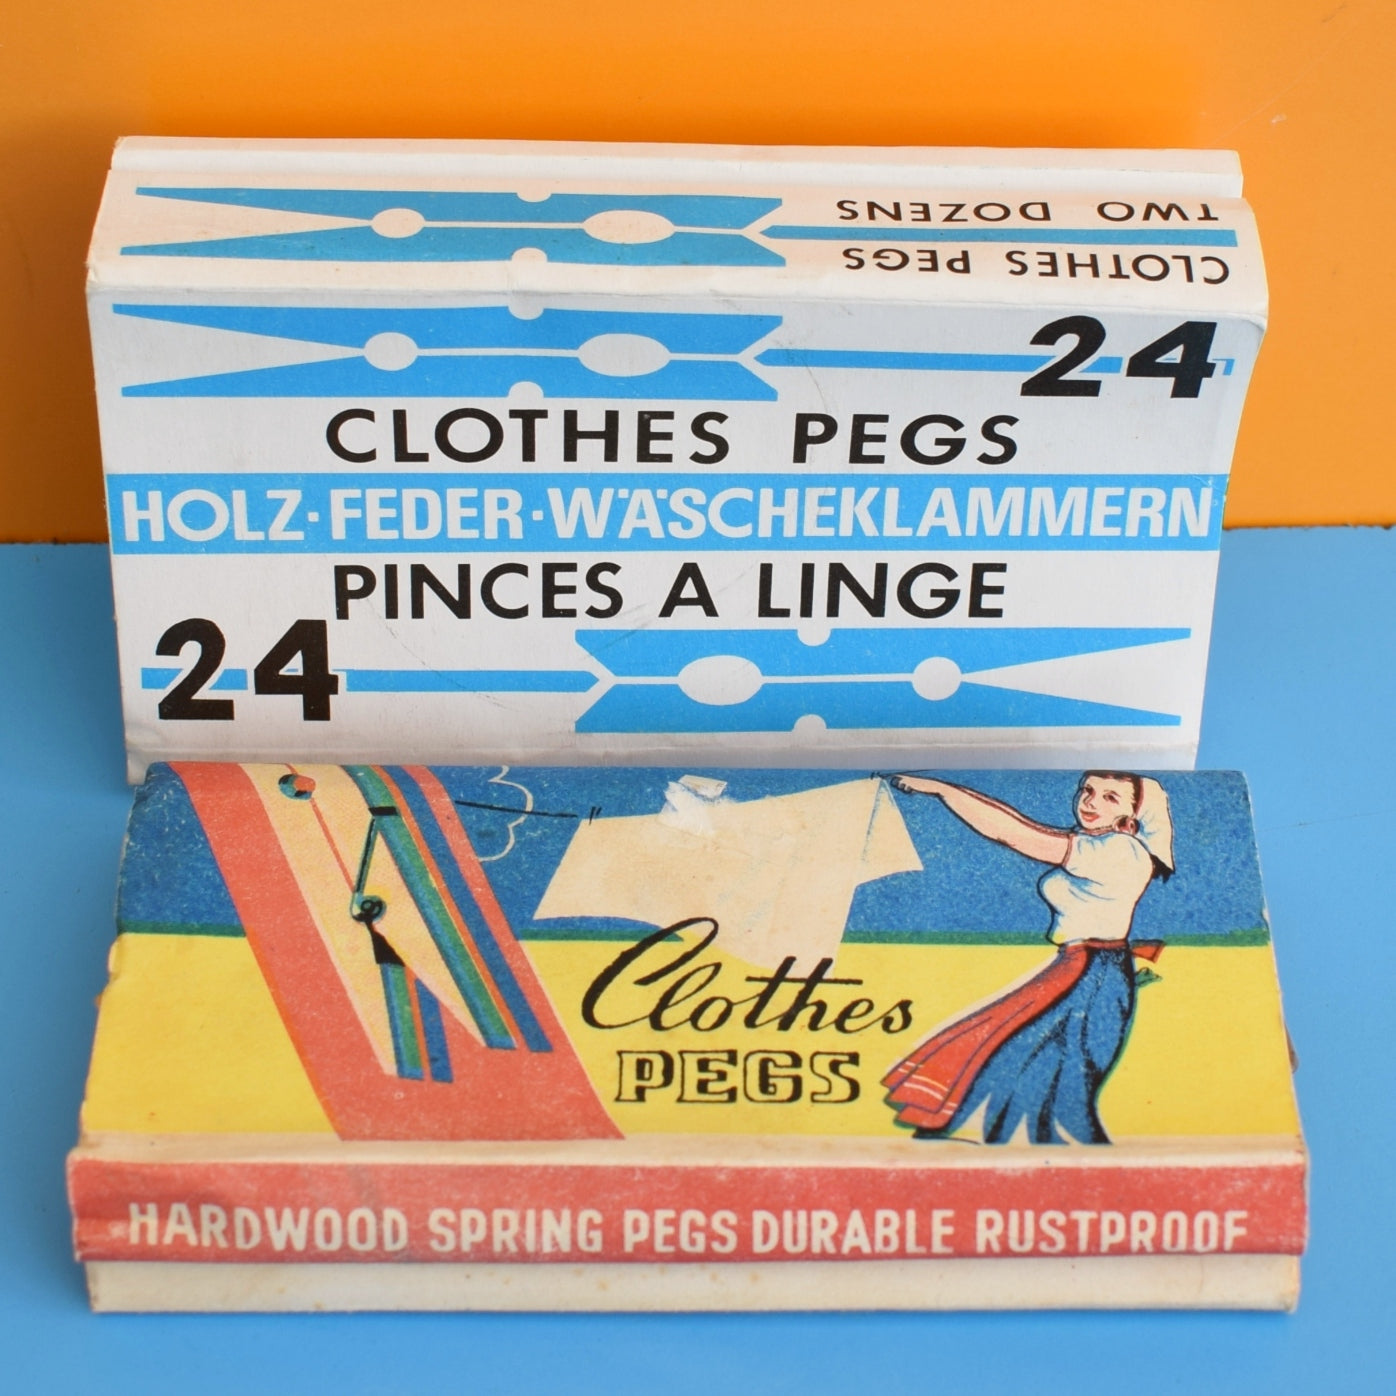 TWO DOZENS
CLOTHES PEGS
24
CLOTHES PEGS
HOLZ·FEDER·WÄSCHEKLAMMERN
PINCES A LINGE
24
Clothes
PEGS
HARDWOOD SPRING PEGS DURABLE RUSTPROOF